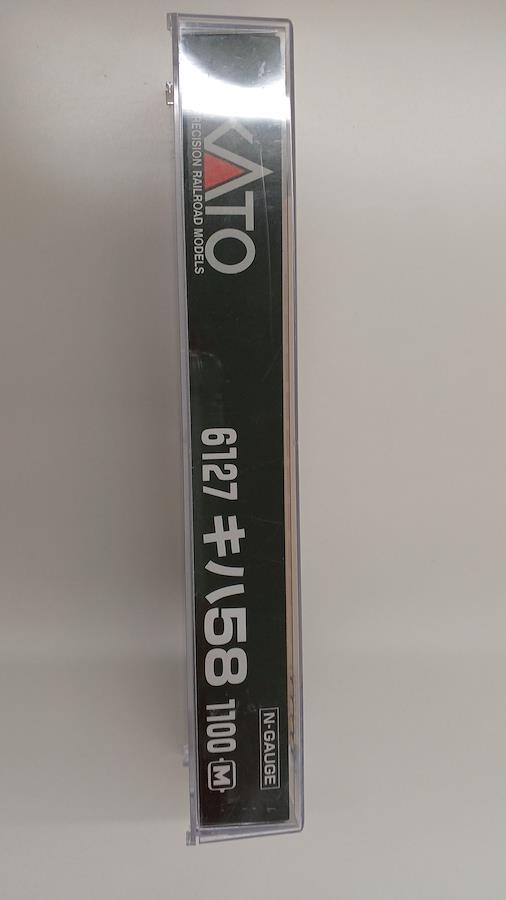 KATO
PRECISION RAILROAD MODELS
6127 キハ58 1100 M
N-GAUGE